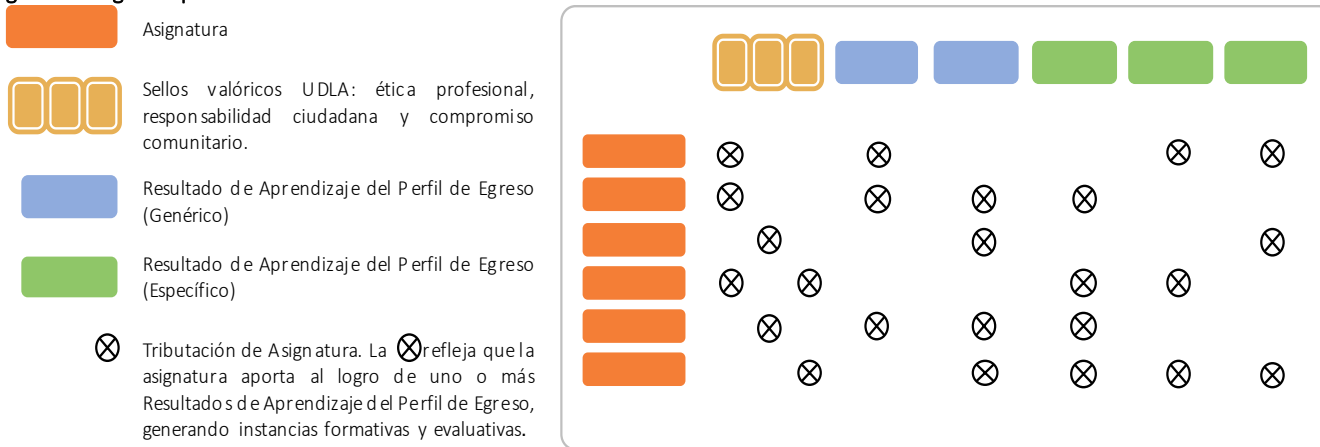 Asignatura
Sellos valóricos UDLA: ética profesional,
responsabilidad ciudadana y compromiso
comunitario.
Resultado de Aprendizaje del Perfil de Egreso
(Genérico)
Resultado de Aprendizaje del Perfil de Egreso
(Específico)
Tributación de Asignatura. La refleja que la
asignatura aporta al logro de uno o más
Resultados de Aprendizaje del Perfil de Egreso,
generando instancias formativas y evaluativas.